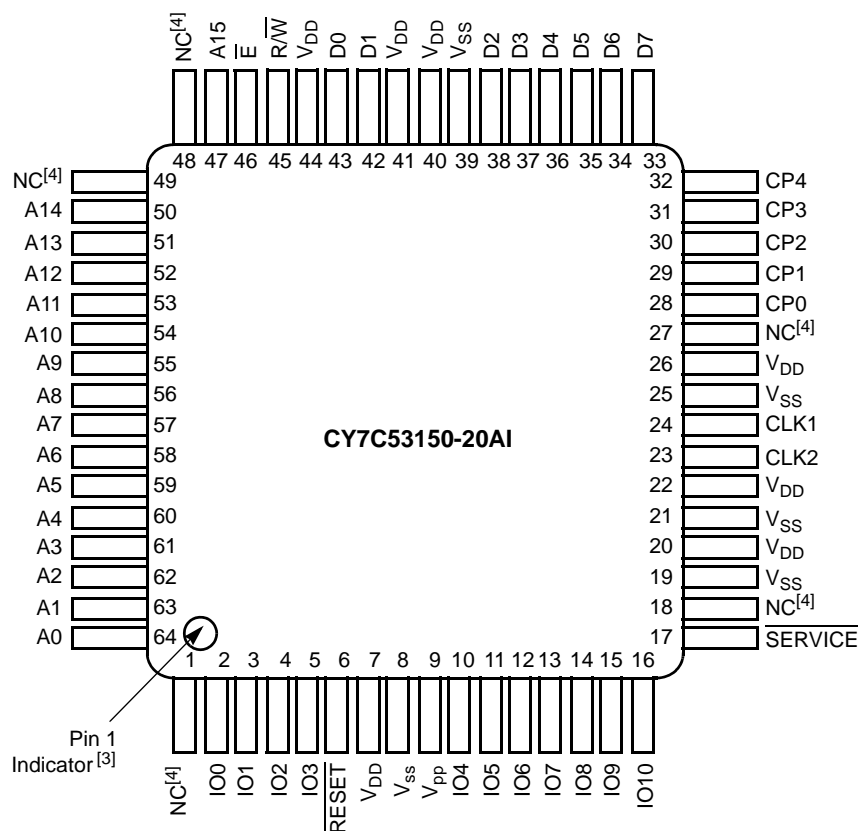 NC[4] A15 E̅ R/W̅ VDD D0 D1 VDD VDD VSS D2 D3 D4 D5 D6 D7
48 47 46 45 44 43 42 41 40 39 38 37 36 35 34 33
NC[4] 49 32 CP4
A14 50 31 CP3
A13 51 30 CP2
A12 52 29 CP1
A11 53 28 CP0
A10 54 27 NC[4]
A9 55 26 VDD
A8 56 25 VSS
A7 57 24 CLK1
CY7C53150-20AI
A6 58 23 CLK2
A5 59 22 VDD
A4 60 21 VSS
A3 61 20 VDD
A2 62 19 VSS
A1 63 18 NC[4]
A0 64 17 SERVICE
1 2 3 4 5 6 7 8 9 10 11 12 13 14 15 16
Pin 1
Indicator[3]
NC[4] IO0 IO1 IO2 IO3 RESET VDD Vss Vpp IO4 IO5 IO6 IO7 IO8 IO9 IO10